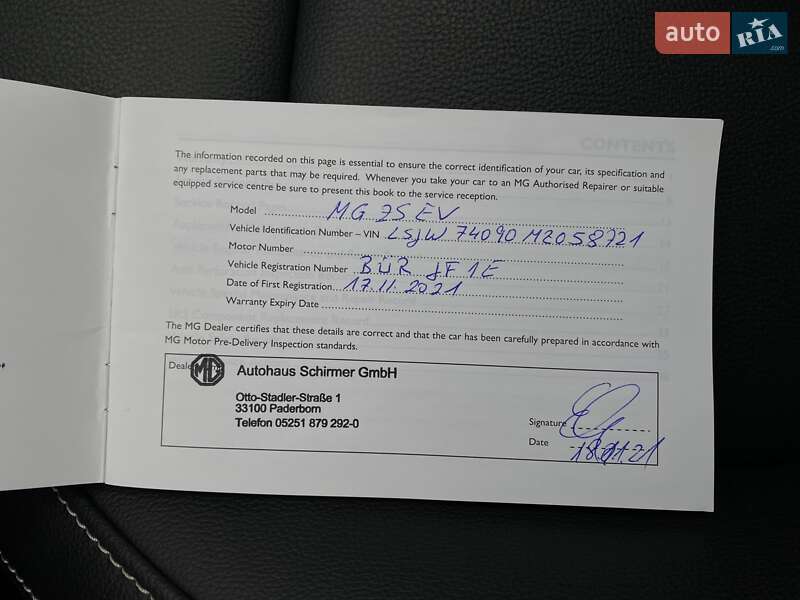 auto RIA .com
CONTENTS
The information recorded on this page is essential to ensure the correct identification of your car, its specification and
any replacement parts that may be required. Whenever you take your car to an MG Authorised Repairer or suitable
equipped service centre be sure to present this book to the service reception.
Model MG ZS EV
Vehicle Identification Number – VIN LSJW74090MZ058721
Motor Number
Vehicle Registration Number BÜR JF 1E
Date of First Registration 17.11.2021
Warranty Expiry Date
The MG Dealer certifies that these details are correct and that the car has been carefully prepared in accordance with
MG Motor Pre-Delivery Inspection standards.
MG Autohaus Schirmer GmbH
Otto-Stadler-Straße 1
33100 Paderborn
Telefon 05251 879 292-0
Signature
Date